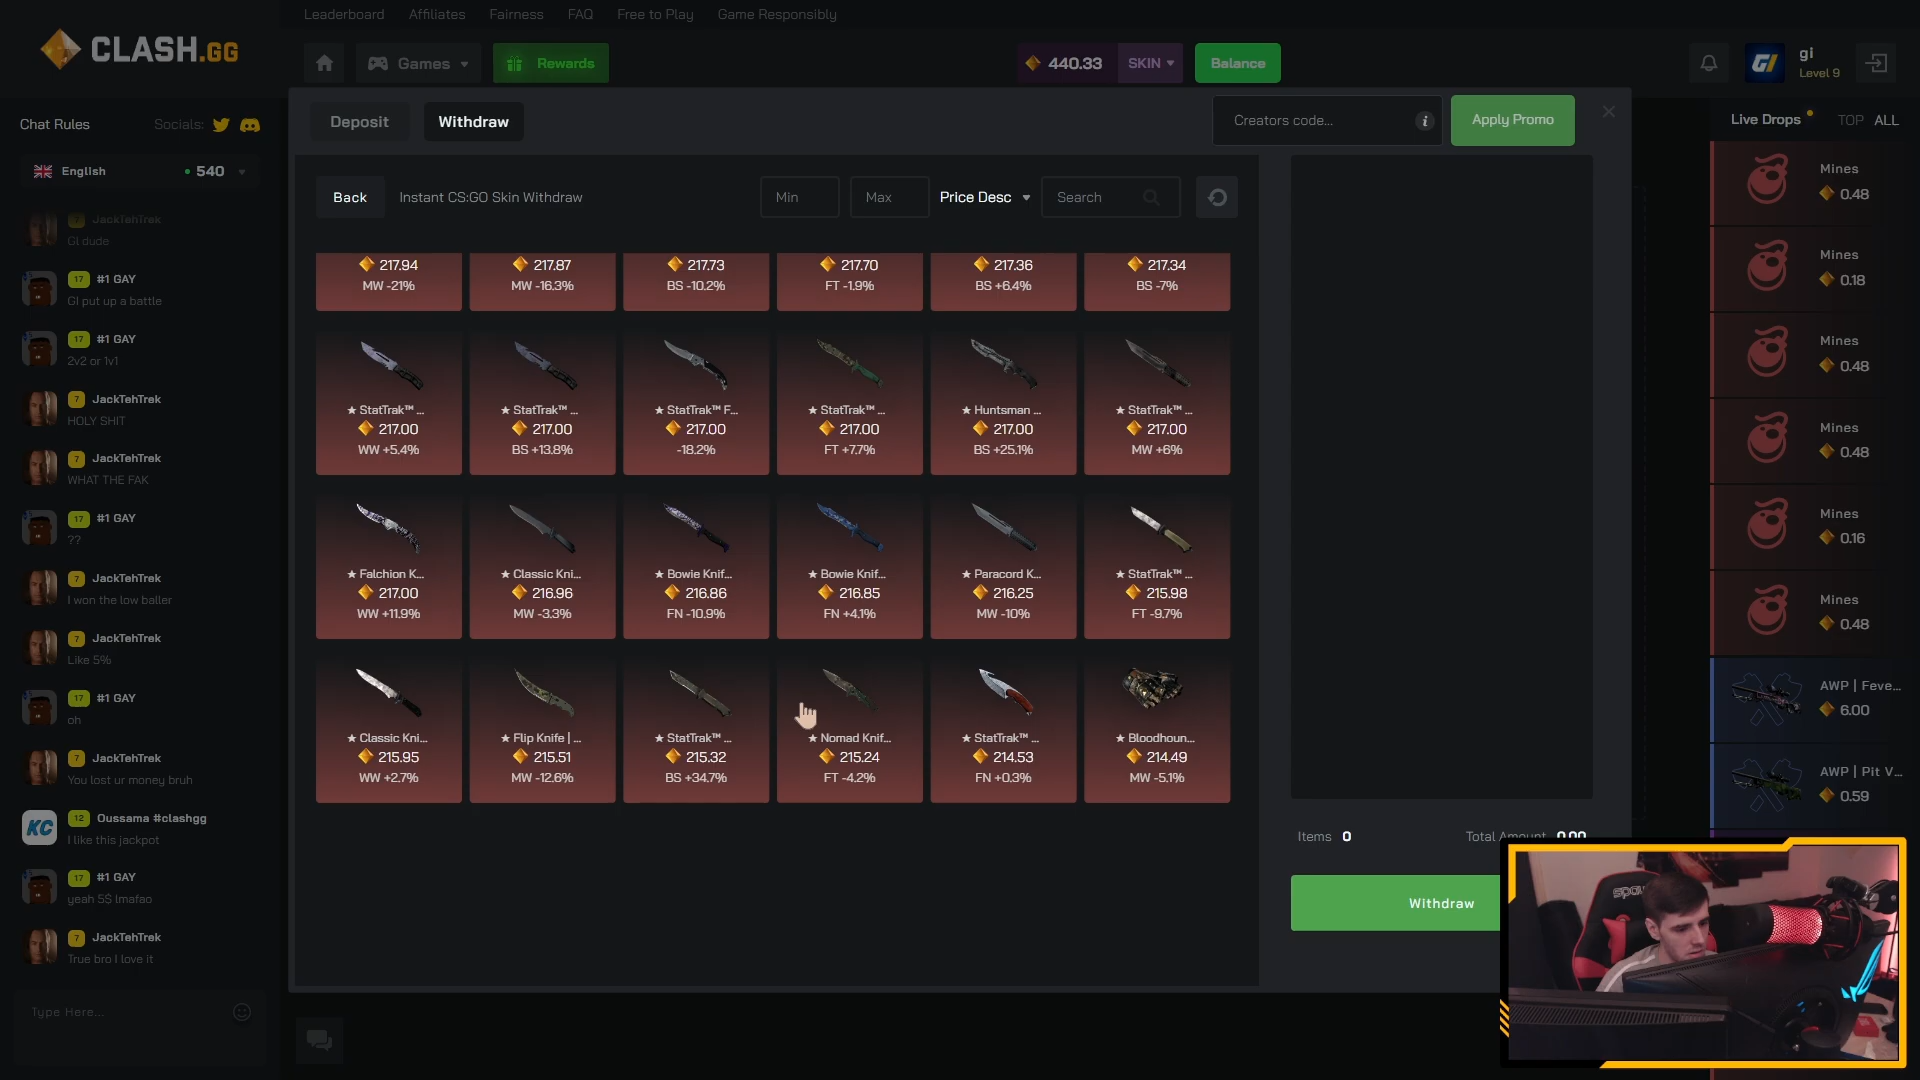 Leaderboard Affiliates Fairness FAQ Free to Play Game Responsibly
CLASH.GG
Games Rewards
440.33 SKIN Balance
GI gi
Level 9
Chat Rules Socials:
English 540
7 JackTehTrek
GI dude
17 #1 GAY
GI put up a battle
17 #1 GAY
2v2 or 1v1
7 JackTehTrek
HOLY SHIT
7 JackTehTrek
WHAT THE FAK
17 #1 GAY
??
7 JackTehTrek
I won the low baller
7 JackTehTrek
Like 5%
17 #1 GAY
oh
7 JackTehTrek
You lost ur money bruh
KC 12 Oussama #clashgg
I like this jackpot
17 #1 GAY
yeah 5$ lmafao
7 JackTehTrek
True bro I love it
Type Here...
Deposit Withdraw
Creators code... i Apply Promo
Back Instant CS:GO Skin Withdraw Min Max Price Desc Search
217.94 217.87 217.73 217.70 217.36 217.34
MW -21% MW -16.3% BS -10.2% FT -1.9% BS +6.4% BS -7%
★ StatTrak™ ... ★ StatTrak™ ... ★ StatTrak™ F... ★ StatTrak™ ... ★ Huntsman ... ★ StatTrak™ ...
217.00 217.00 217.00 217.00 217.00 217.00
WW +5.4% BS +13.8% -18.2% FT +7.7% BS +25.1% MW +6%
★ Falchion K... ★ Classic Kni... ★ Bowie Knif... ★ Bowie Knif... ★ Paracord K... ★ StatTrak™ ...
217.00 216.96 216.86 216.85 216.25 215.98
WW +11.9% MW -3.3% FN -10.9% FN +4.1% MW -10% FT -9.7%
★ Classic Kni... ★ Flip Knife | ... ★ StatTrak™ ... ★ Nomad Knif... ★ StatTrak™ ... ★ Bloodhoun...
215.95 215.51 215.32 215.24 214.53 214.49
WW +2.7% MW -12.6% BS +34.7% FT -4.2% FN +0.3% MW -5.1%
Items 0 Total Amount 0.00
Withdraw
Live Drops TOP ALL
Mines
0.48
Mines
0.18
Mines
0.48
Mines
0.48
Mines
0.16
Mines
0.48
AWP | Feve...
6.00
AWP | Pit V...
0.59